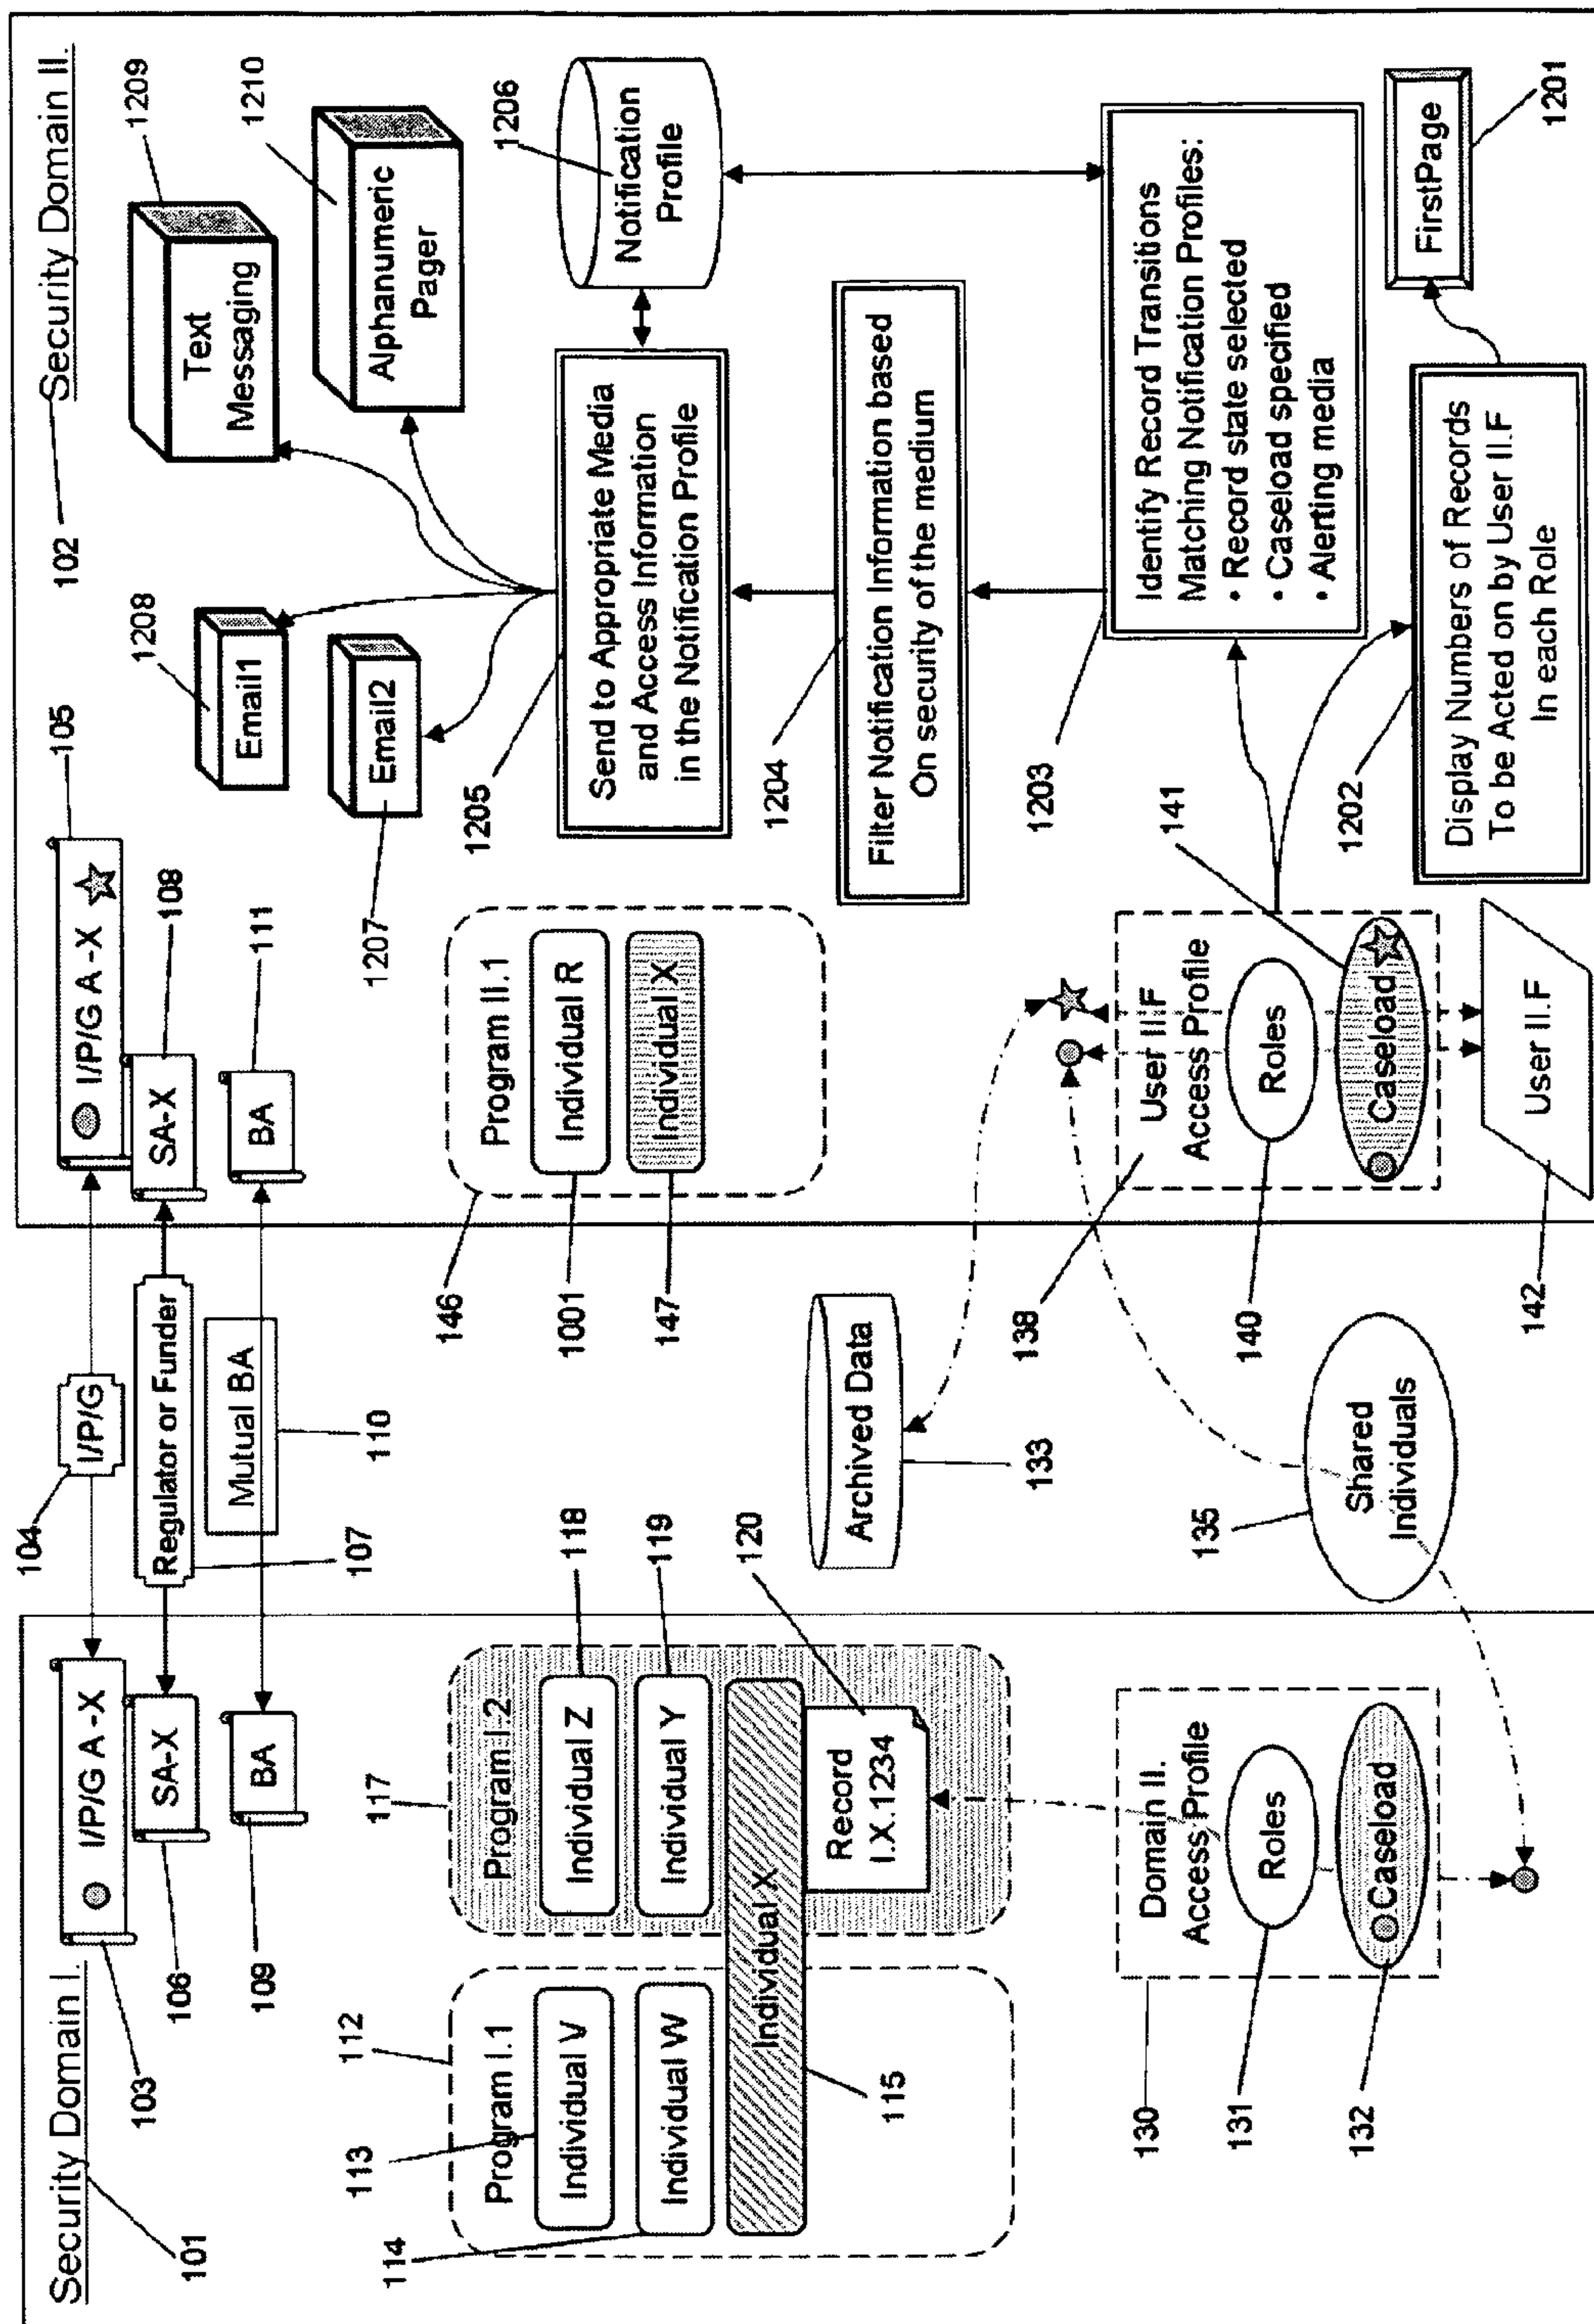 Security Domain I.
101
103
I/P/G A -X
106
SA-X
109
BA
104
I/P/G
Regulator or Funder
107
Mutual BA
110
102
Security Domain II.
105
I/P/G A -X
108
SA-X
111
BA
112
Program I.1
113
Individual V
114
Individual W
Individual X
115
117
Program I.2
118
Individual Z
119
Individual Y
120
Record
I.X.1234
130
Domain II.
Access Profile
131
Roles
132
Caseload
Archived Data
133
135
Shared
Individuals
146
Program II.1
1001
Individual R
147
Individual X
138
User II.F
Access Profile
140
Roles
141
Caseload
142
User II.F
1208
Email1
1207
Email2
1209
Text
Messaging
1210
Alphanumeric
Pager
1205
Send to Appropriate Media
and Access Information
in the Notification Profile
1206
Notification
Profile
1204
Filter Notification Information based
On security of the medium
1203
Identify Record Transitions
Matching Notification Profiles:
• Record state selected
• Caseload specified
• Alerting media
1202
Display Numbers of Records
To be Acted on by User II.F
In each Role
FirstPage
1201